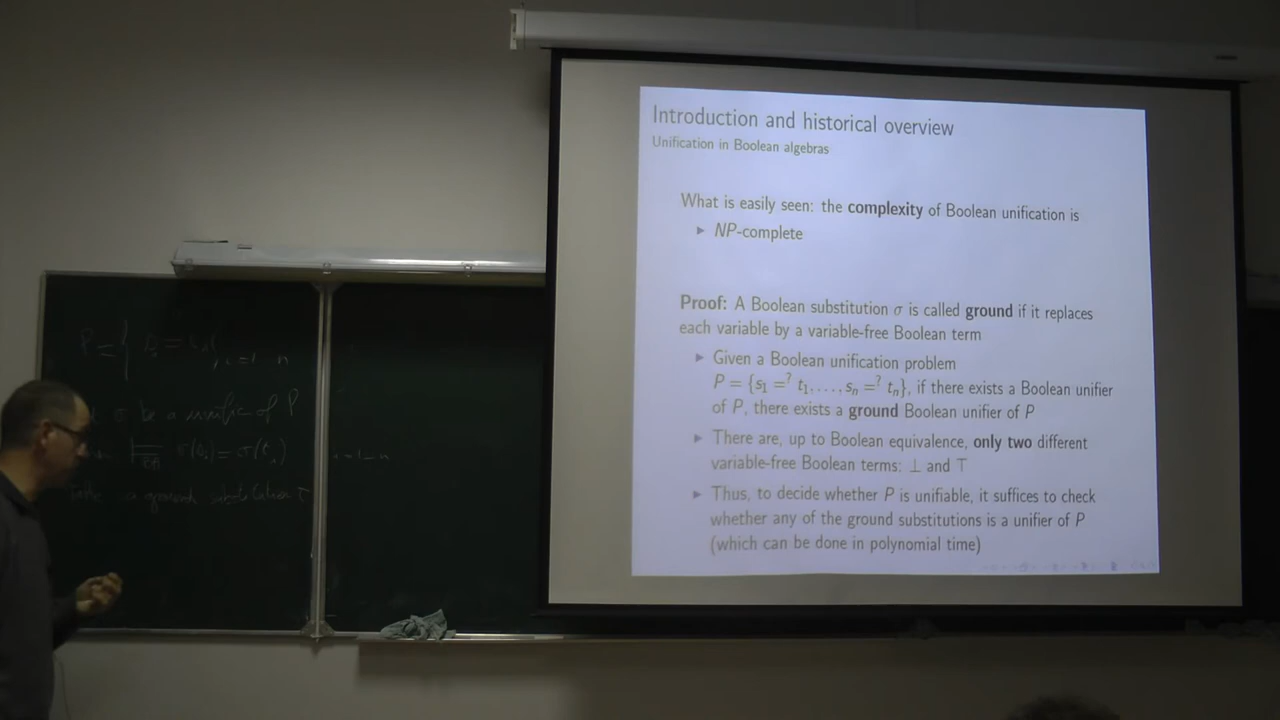 Introduction and historical overview
Unification in Boolean algebras
What is easily seen: the complexity of Boolean unification is
▶ NP-complete
Proof: A Boolean substitution σ is called ground if it replaces
each variable by a variable-free Boolean term
▶ Given a Boolean unification problem
P = {s₁ =? t₁, . . . , sₙ =? tₙ}, if there exists a Boolean unifier
of P, there exists a ground Boolean unifier of P
▶ There are, up to Boolean equivalence, only two different
variable-free Boolean terms: ⊥ and ⊤
▶ Thus, to decide whether P is unifiable, it suffices to check
whether any of the ground substitutions is a unifier of P
(which can be done in polynomial time)
be a unifier of P
a ground substitution τ